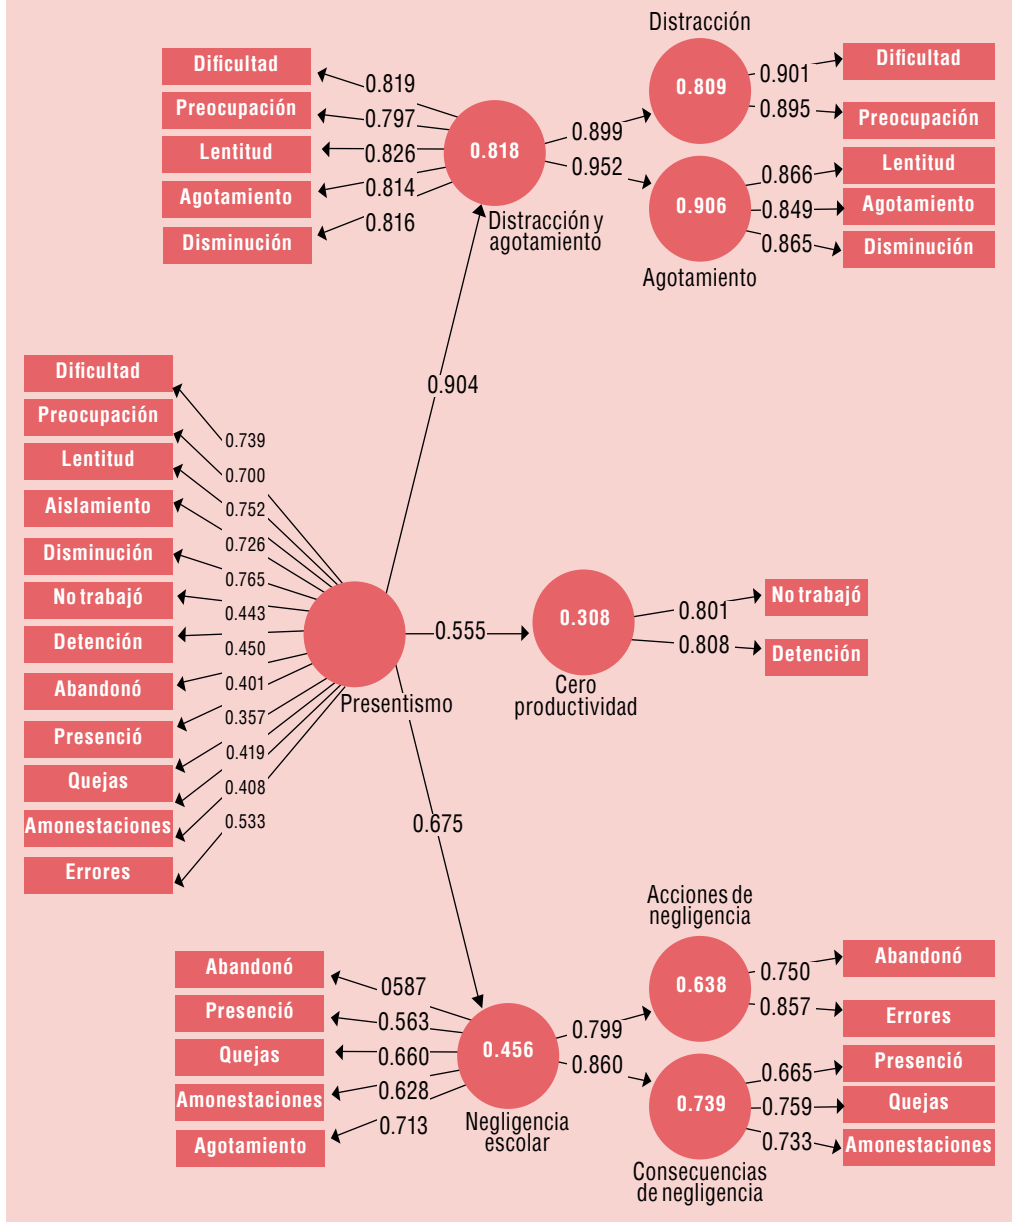 Distracción
Dificultad
Preocupación
Lentitud
Agotamiento
Disminución
0.819
0.797
0.826
0.814
0.816
0.818
Distracción y
agotamiento
0.899
0.952
0.809
0.906
Agotamiento
0.901
0.895
0.866
0.849
0.865
Dificultad
Preocupación
Lentitud
Agotamiento
Disminución
0.904
Dificultad
Preocupación
Lentitud
Aislamiento
Disminución
No trabajó
Detención
Abandonó
Presenció
Quejas
Amonestaciones
Errores
0.739
0.700
0.752
0.726
0.765
0.443
0.450
0.401
0.357
0.419
0.408
0.533
Presentismo
0.555
0.308
Cero
productividad
0.801
0.808
No trabajó
Detención
0.675
Abandonó
Presenció
Quejas
Amonestaciones
Agotamiento
0587
0.563
0.660
0.628
0.713
0.456
Negligencia
escolar
0.799
0.860
Acciones de
negligencia
0.638
0.739
Consecuencias
de negligencia
0.750
0.857
0.665
0.759
0.733
Abandonó
Errores
Presenció
Quejas
Amonestaciones